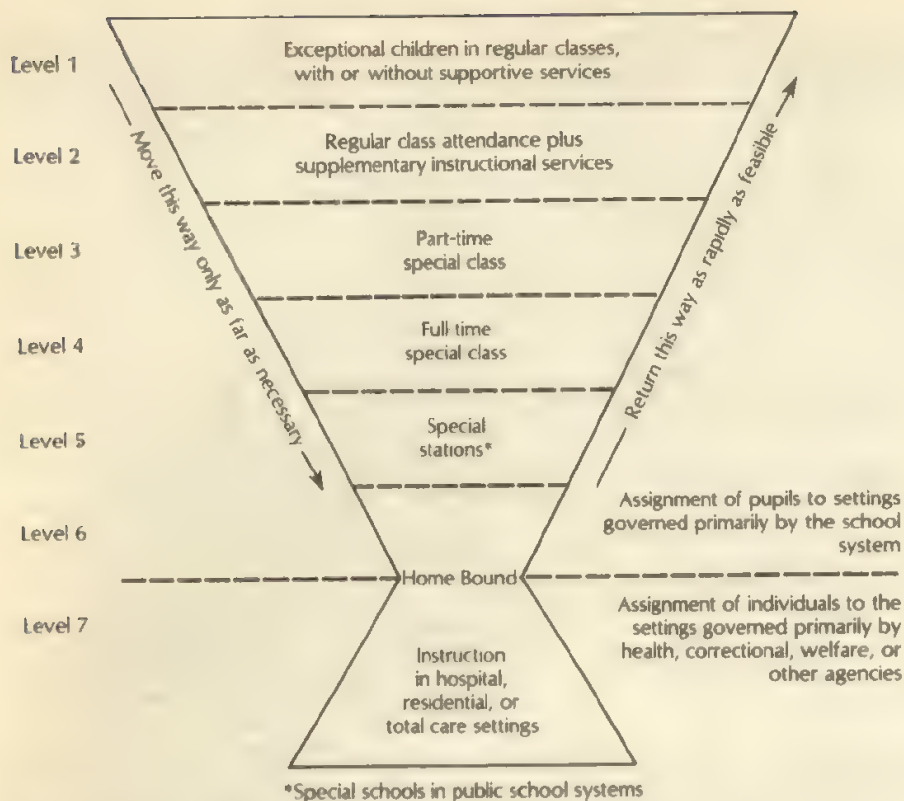 Level 1
Exceptional children in regular classes,
with or without supportive services
Level 2
Regular class attendance plus
supplementary instructional services
Level 3
Part-time
special class
Level 4
Full-time
special class
Level 5
Special
stations*
Move this way only as far as necessary
Return this way as rapidly as feasible
Level 6
Assignment of pupils to settings
governed primarily by the school
system
Home Bound
Level 7
Instruction
in hospital,
residential, or
total care settings
Assignment of individuals to the
settings governed primarily by
health, correctional, welfare, or
other agencies
*Special schools in public school systems